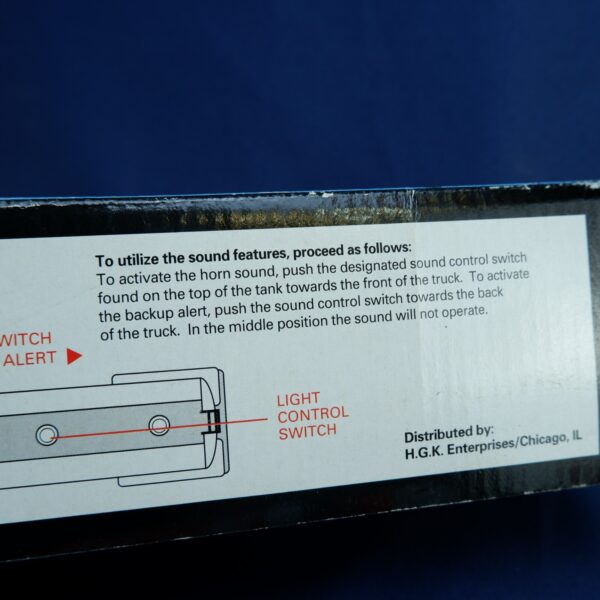 To utilize the sound features, proceed as follows:
To activate the horn sound, push the designated sound control switch
found on the top of the tank towards the front of the truck. To activate
the backup alert, push the sound control switch towards the back
of the truck. In the middle position the sound will not operate.
WITCH
ALERT
LIGHT
CONTROL
SWITCH
Distributed by:
H.G.K. Enterprises/Chicago, IL